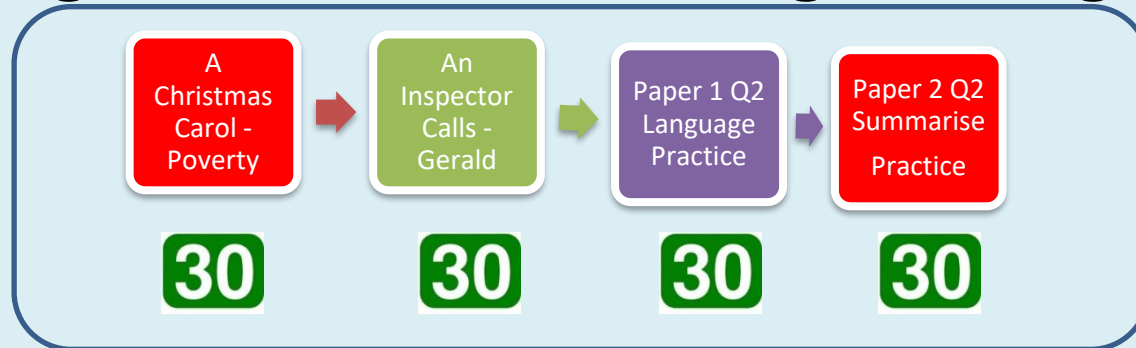 A
Christmas
Carol -
Poverty
An
Inspector
Calls -
Gerald
Paper 1 Q2
Language
Practice
Paper 2 Q2
Summarise
Practice
30
30
30
30